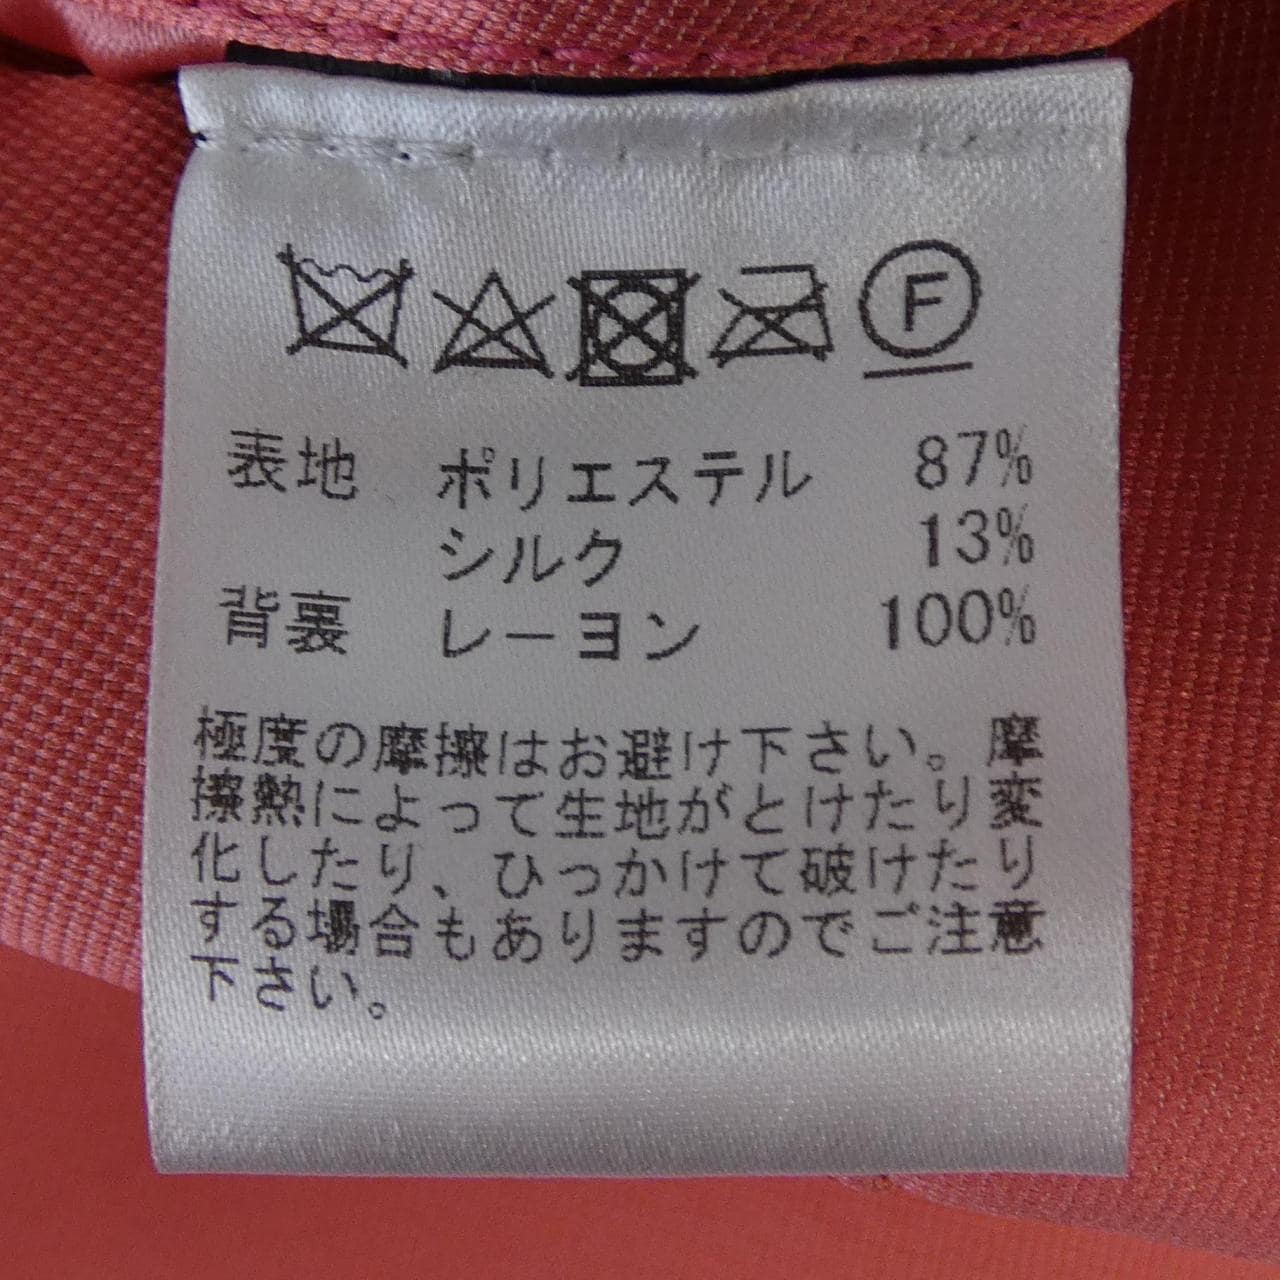 F
表地 ポリエステル 87%
シルク 13%
背裏 レーヨン 100%
極度の摩擦はお避け下さい。摩
擦熱によって生地がとけたり変
化したり、ひっかけて破けたり
する場合もありますのでご注意
下さい。